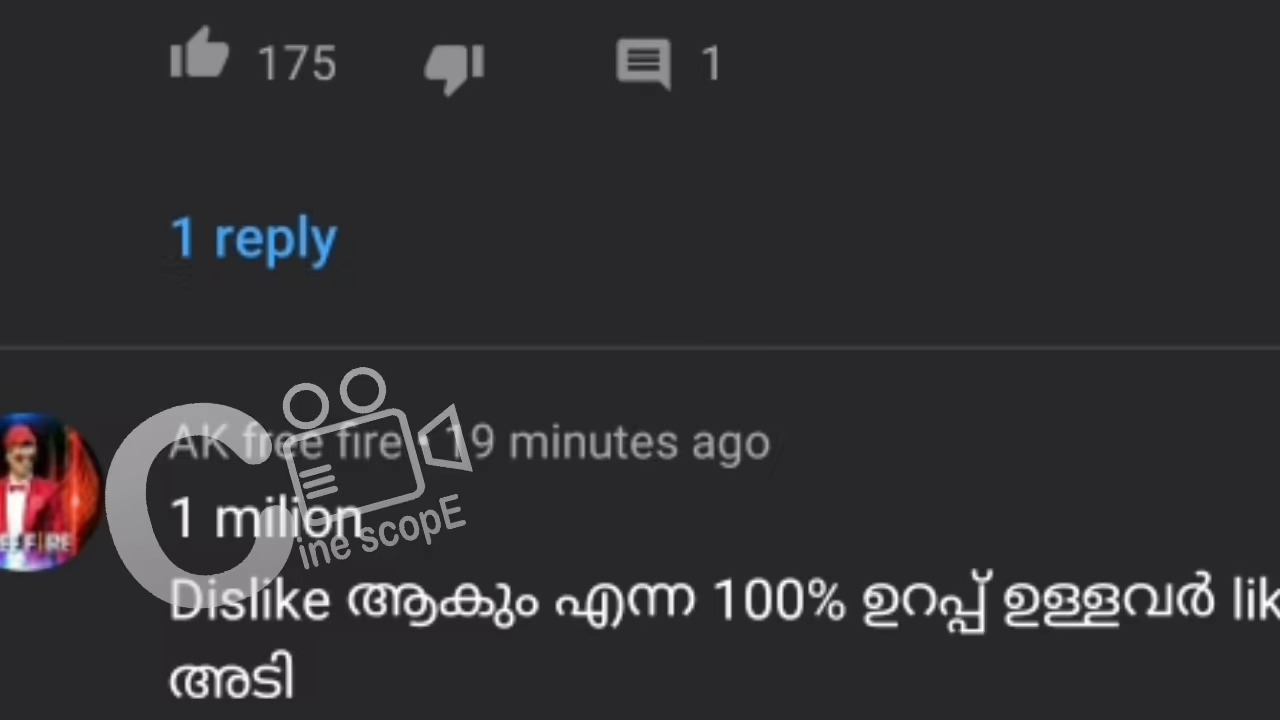 175 1
1 reply
AK free fire • 19 minutes ago
1 milion
Cine scopE
Dislike ആകും എന്ന 100% ഉറപ്പ് ഉള്ളവർ lik
അടി